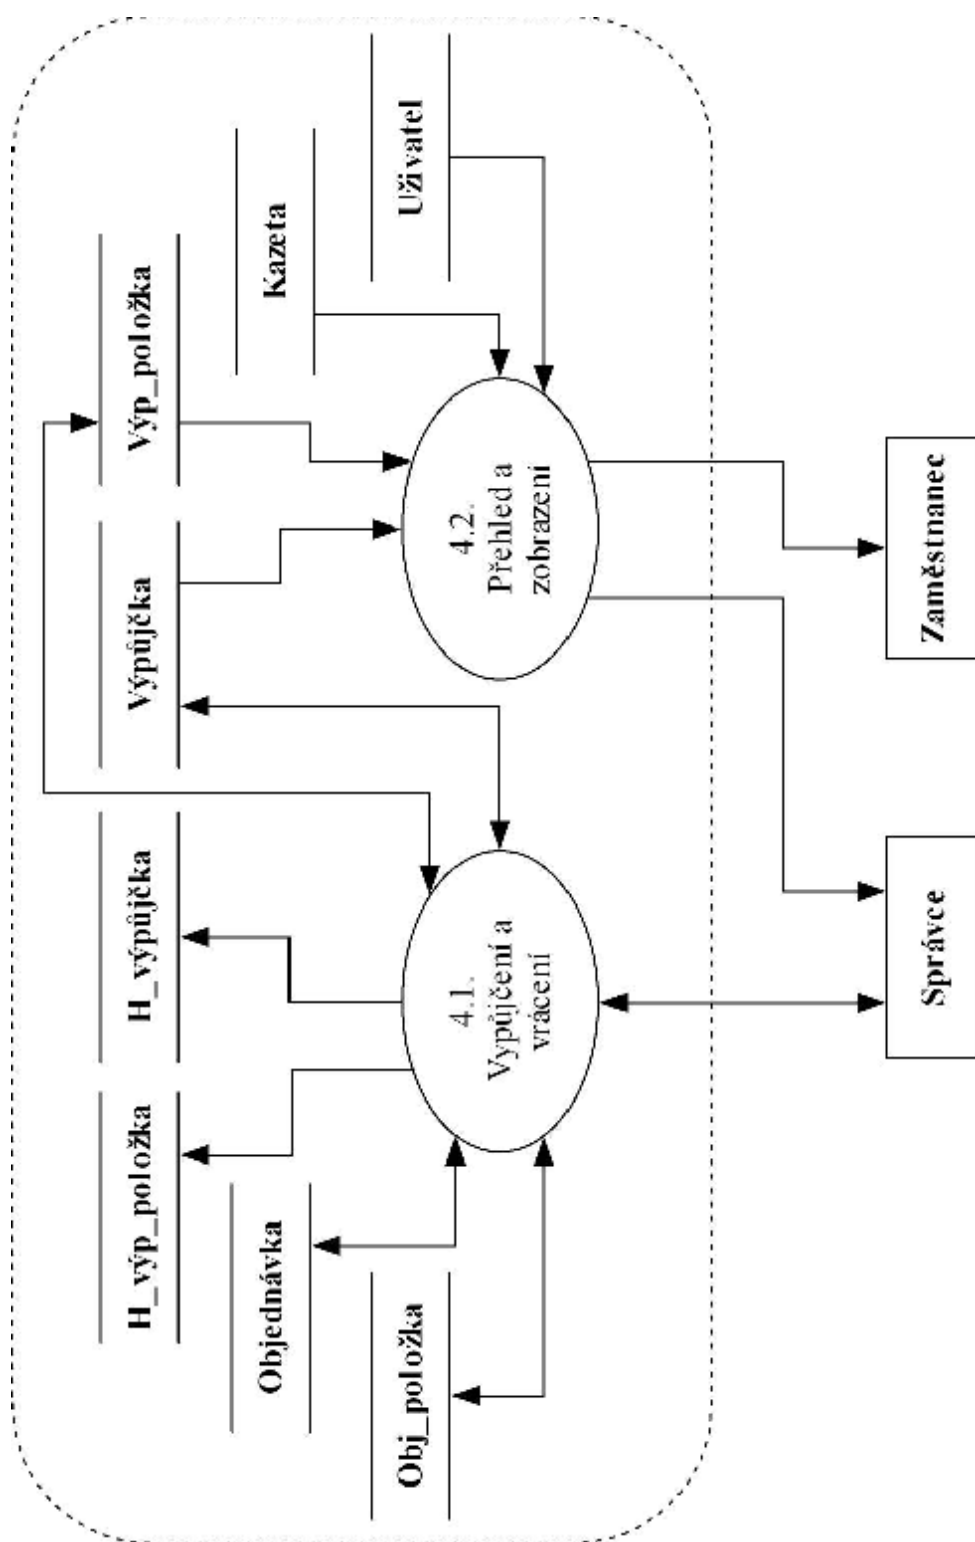 H_výp_položka
H_výpůjčka
Výpůjčka
Výp_položka
Objednávka
Kazeta
Obj_položka
Uživatel
4.1.
Vypůjčení a
vrácení
4.2.
Přehled a
zobrazení
Správce
Zaměstnanec